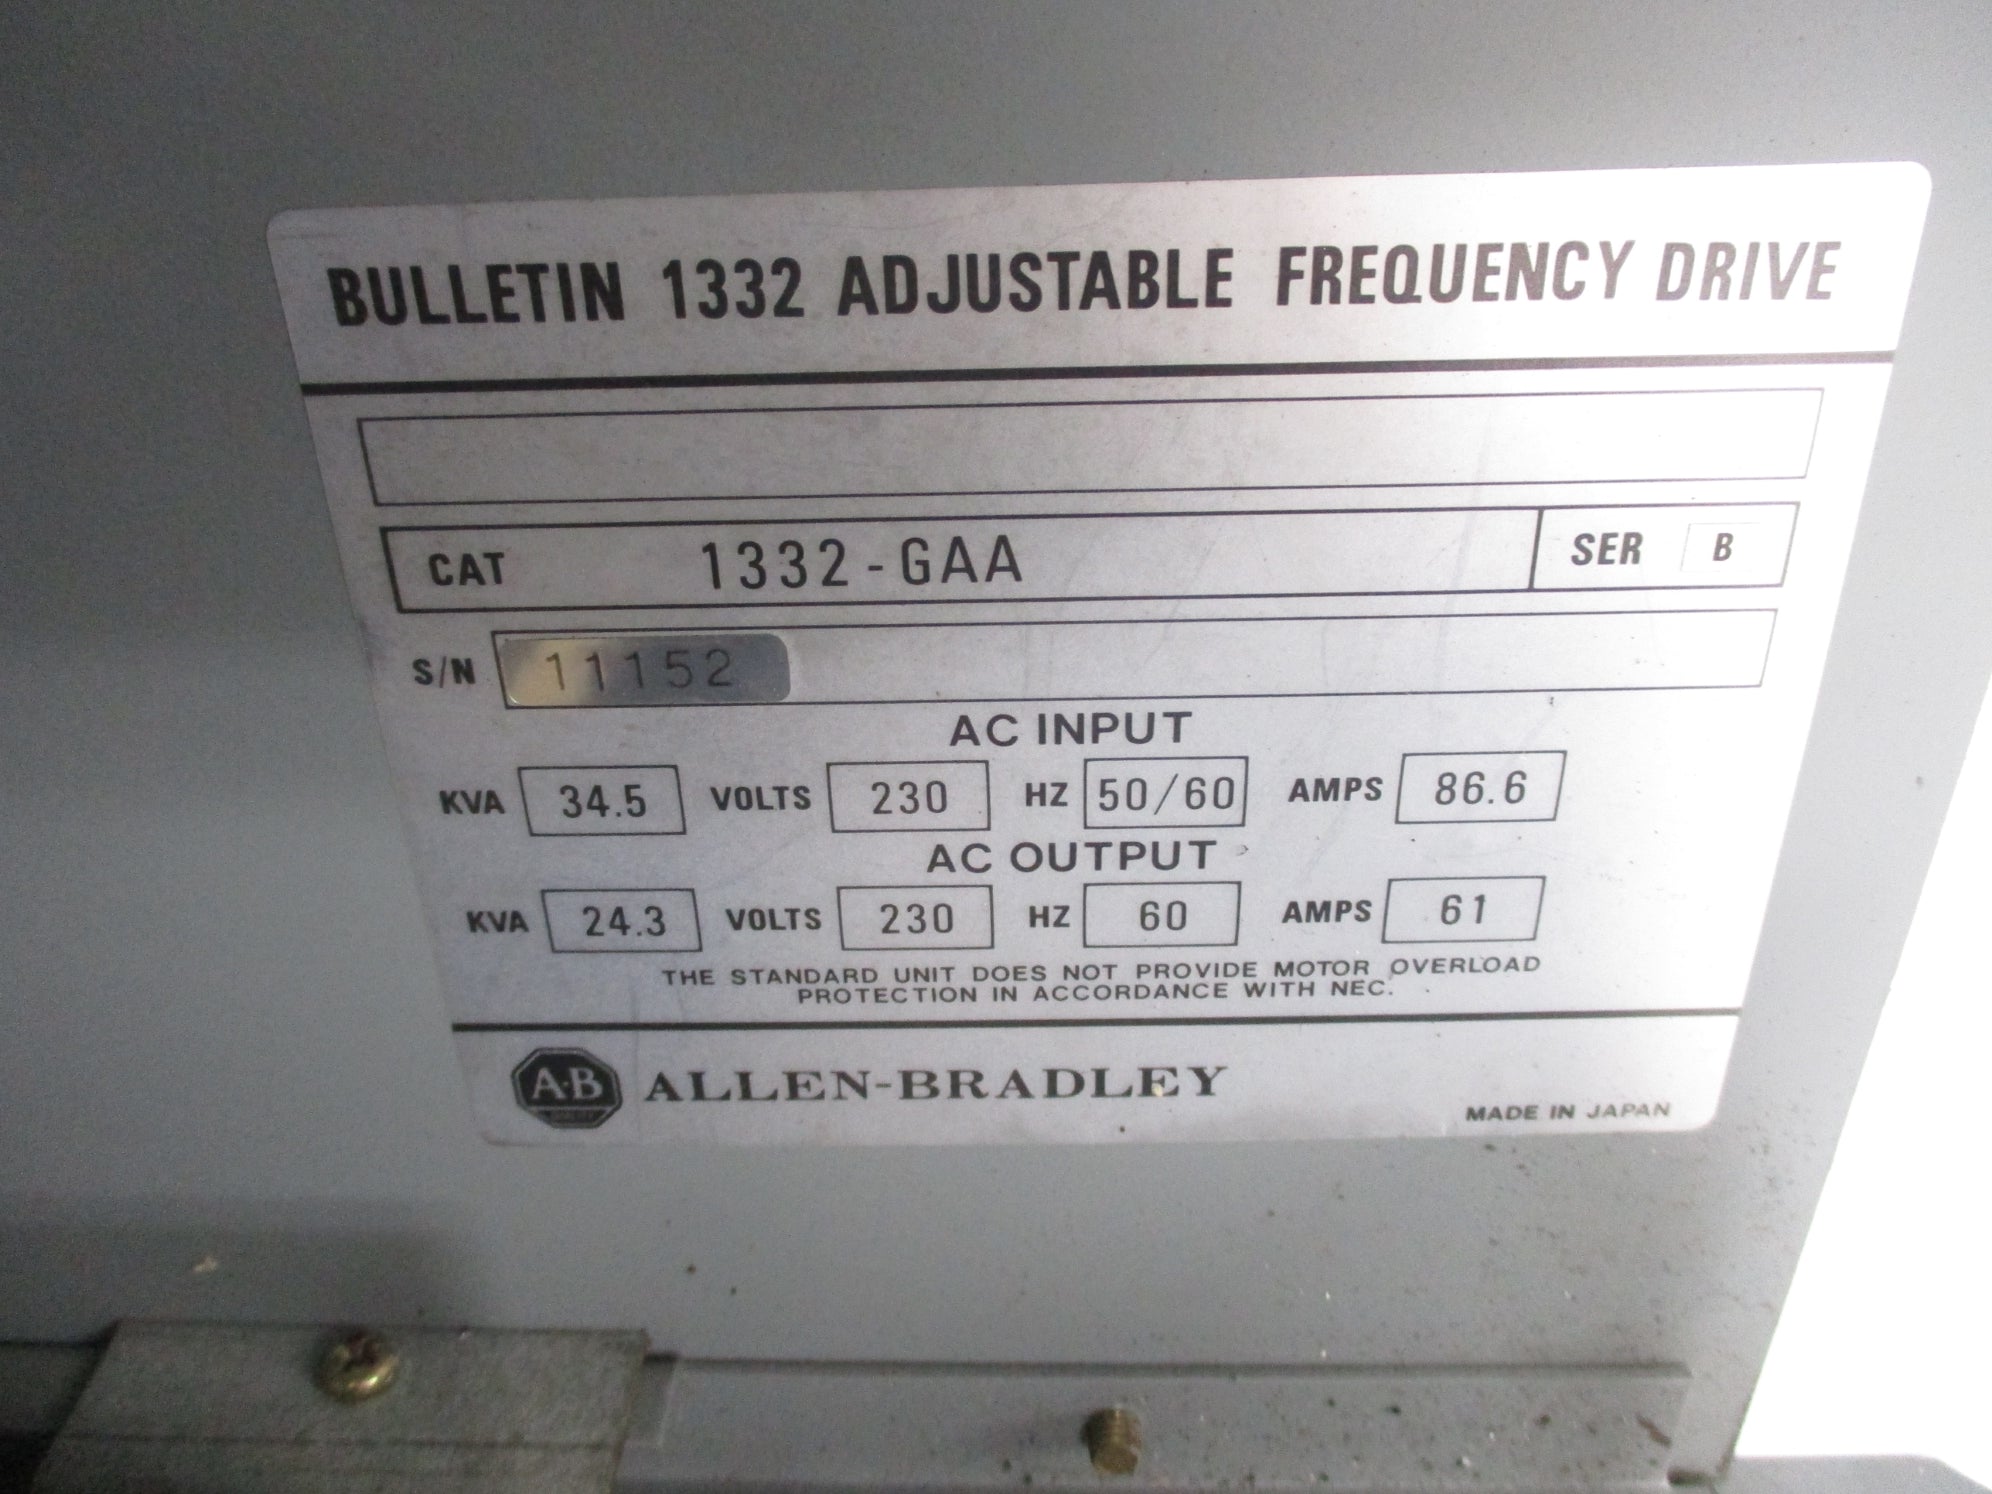 BULLETIN 1332 ADJUSTABLE FREQUENCY DRIVE
CAT 1332-GAA SER B
S/N 11152
AC INPUT
KVA 34.5 VOLTS 230 HZ 50/60 AMPS 86.6
AC OUTPUT
KVA 24.3 VOLTS 230 HZ 60 AMPS 61
THE STANDARD UNIT DOES NOT PROVIDE MOTOR OVERLOAD
PROTECTION IN ACCORDANCE WITH NEC.
A·B ALLEN-BRADLEY
MADE IN JAPAN